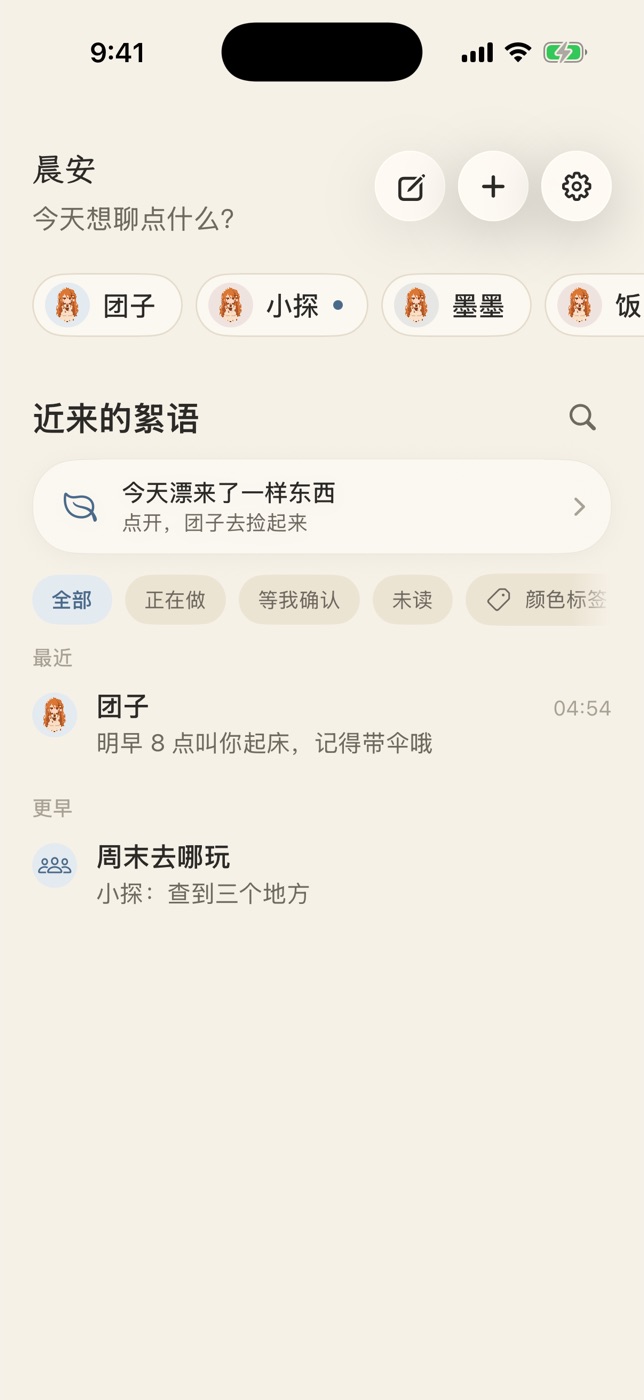 9:41
晨安
今天想聊点什么?
团子
小探
墨墨
饭
近来的絮语
今天漂来了一样东西
点开，团子去捡起来
全部
正在做
等我确认
未读
颜色标签
最近
团子
04:54
明早 8 点叫你起床，记得带伞哦
更早
周末去哪玩
小探：查到三个地方